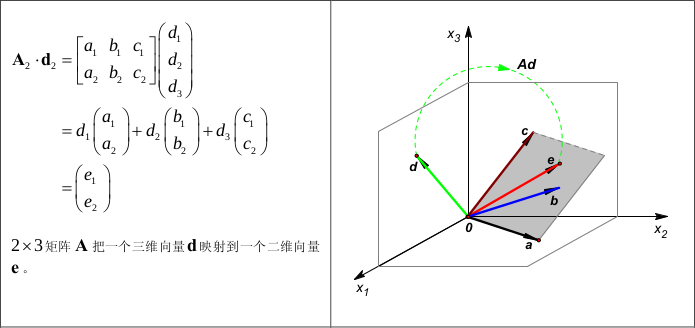 A₂ · d₂ = [a₁ b₁ c₁; a₂ b₂ c₂] (d₁; d₂; d₃)
= d₁ (a₁; a₂) + d₂ (b₁; b₂) + d₃ (c₁; c₂)
= (e₁; e₂)
2×3矩阵 A 把一个三维向量d映射到一个二维向量
e 。
x₃
Ad
c
e
d
b
0
a
x₂
x₁